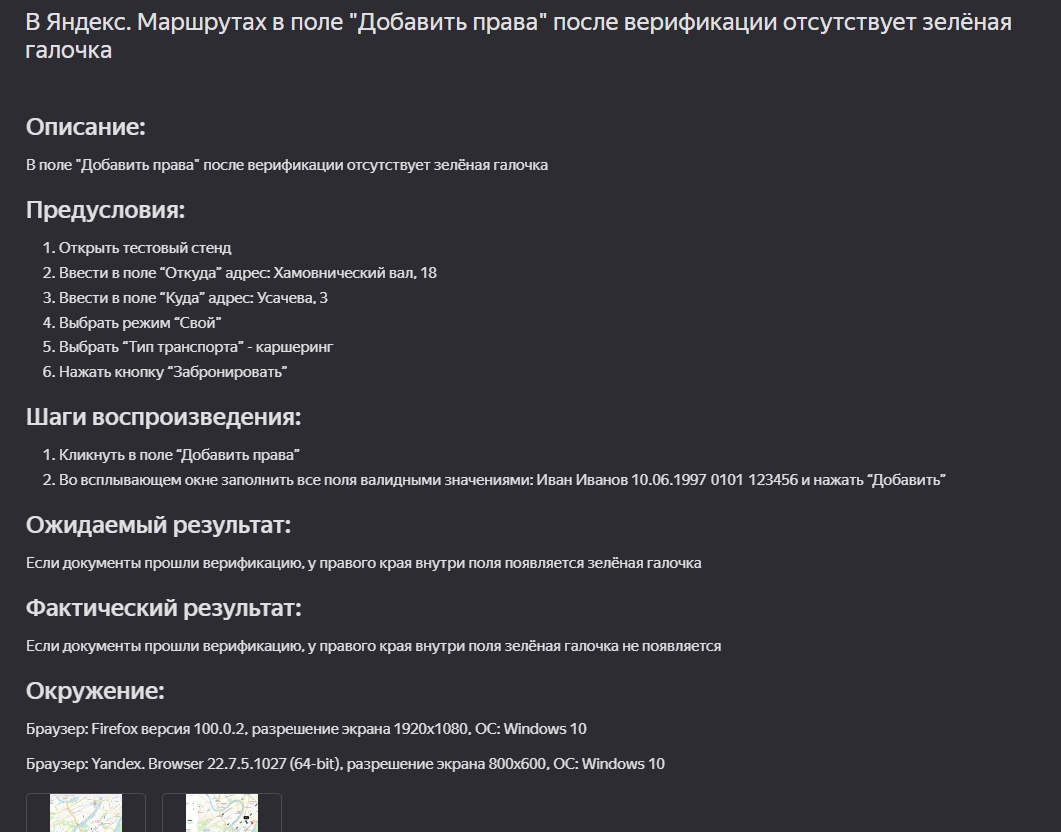 В Яндекс. Маршрутах в поле "Добавить права" после верификации отсутствует зелёная
галочка
Описание:
В поле "Добавить права" после верификации отсутствует зелёная галочка
Предусловия:
1. Открыть тестовый стенд
2. Ввести в поле “Откуда” адрес: Хамовнический вал, 18
3. Ввести в поле “Куда” адрес: Усачева, 3
4. Выбрать режим “Свой”
5. Выбрать “Тип транспорта” - каршеринг
6. Нажать кнопку “Забронировать”
Шаги воспроизведения:
1. Кликнуть в поле “Добавить права”
2. Во всплывающем окне заполнить все поля валидными значениями: Иван Иванов 10.06.1997 0101 123456 и нажать “Добавить”
Ожидаемый результат:
Если документы прошли верификацию, у правого края внутри поля появляется зелёная галочка
Фактический результат:
Если документы прошли верификацию, у правого края внутри поля зелёная галочка не появляется
Окружение:
Браузер: Firefox версия 100.0.2, разрешение экрана 1920x1080, ОС: Windows 10
Браузер: Yandex. Browser 22.7.5.1027 (64-bit), разрешение экрана 800x600, ОС: Windows 10